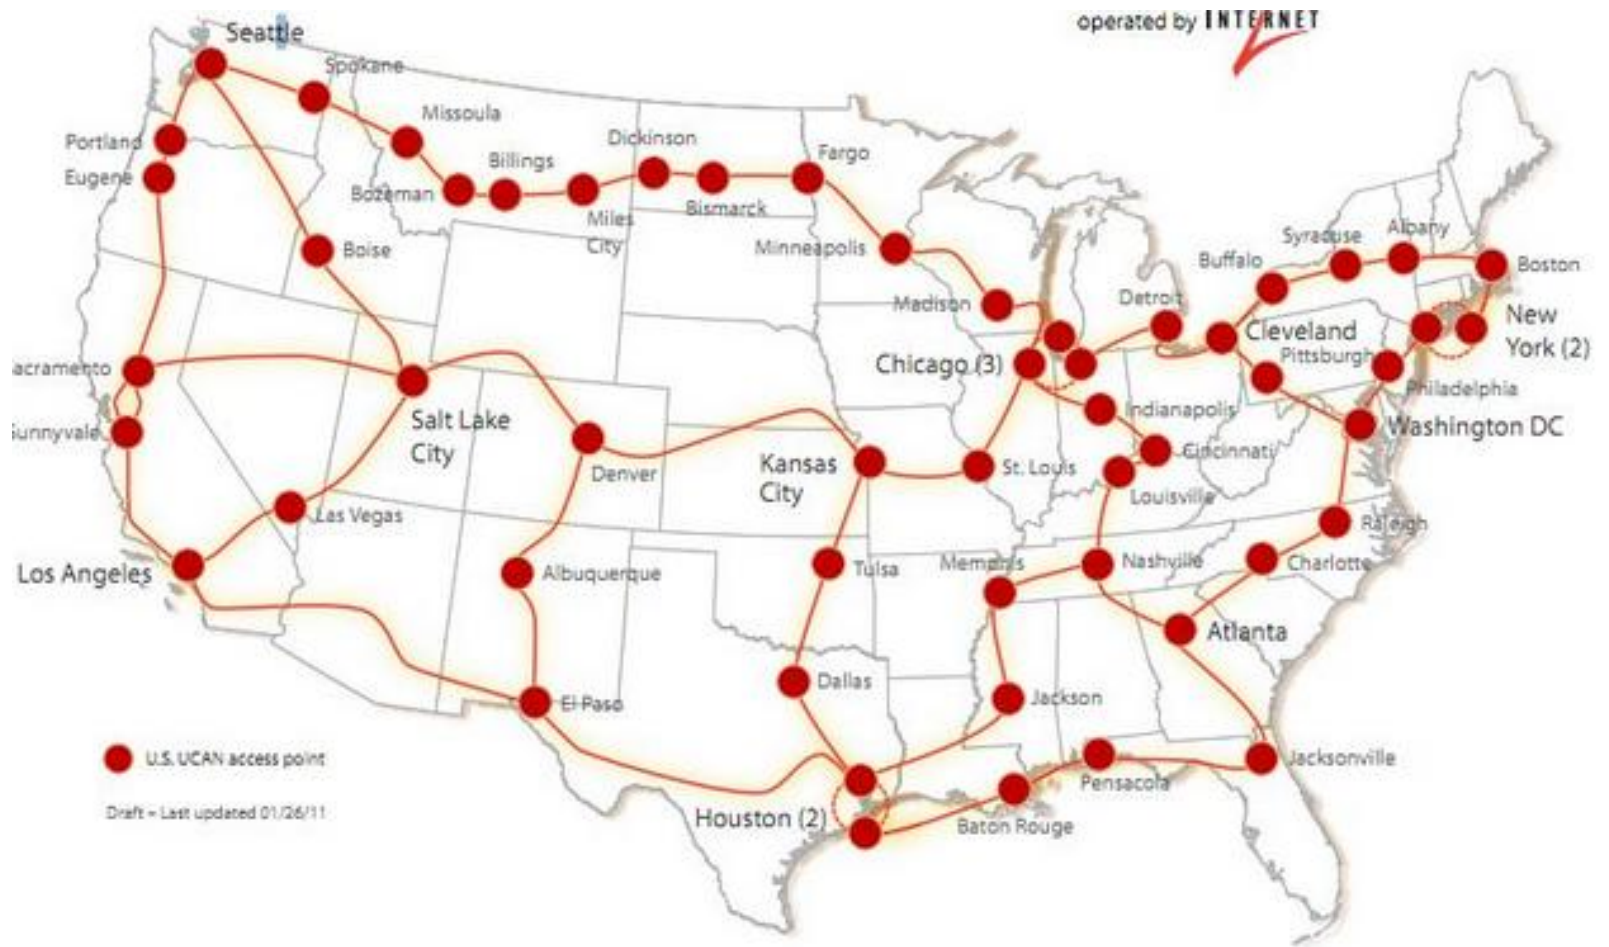 operated by INTERNET
Seattle
Spokane
Missoula
Portland
Eugene
Bozeman
Billings
Miles
City
Dickinson
Bismarck
Fargo
Boise
Minneapolis
Madison
Chicago (3)
Detroit
Buffalo
Syracuse
Albany
Boston
Cleveland
New
York (2)
Pittsburgh
Philadelphia
Washington DC
acramento
unnyvale
Salt Lake
City
Denver
Kansas
City
St. Louis
Indianapolis
Cincinnati
Louisville
Las Vegas
Los Angeles
Albuquerque
Tulsa
Memphis
Nashville
Raleigh
Charlotte
Atlanta
El Paso
Dallas
Jackson
Jacksonville
Pensacola
Baton Rouge
Houston (2)
U.S. UCAN access point
Draft – Last updated 01/26/11